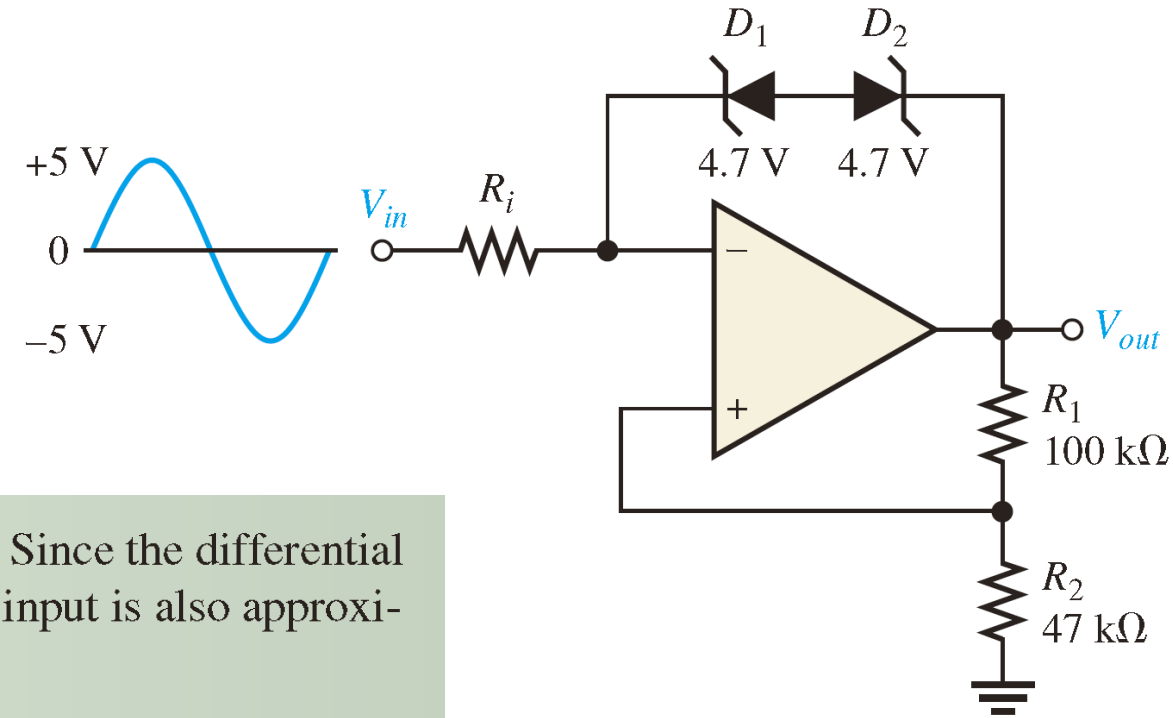 D1 D2
+5 V
4.7 V 4.7 V
Vin
Ri
0
–
–5 V
Vout
+
R1
100 kΩ
Since the differential
input is also approxi-
R2
47 kΩ